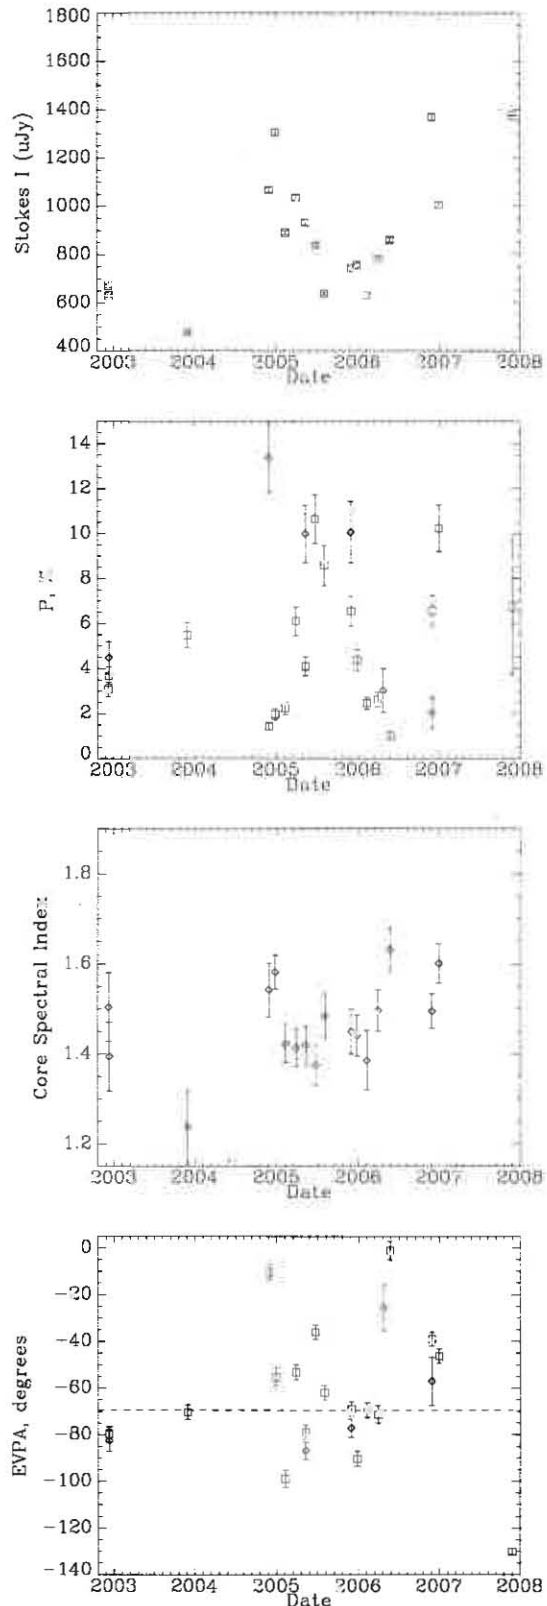 1800
1600
1400
1200
1000
800
600
400
Stokes I (uJy)
2003 2004 2005 2006 2007 2008
Date
14
12
10
8
6
4
2
0
P, %
2003 2004 2005 2006 2007 2008
Date
1.8
1.6
1.4
1.2
Core Spectral Index
2003 2004 2005 2006 2007 2008
Date
0
−20
−40
−60
−80
−100
−120
−140
EVPA, degrees
2003 2004 2005 2006 2007 2008
Date